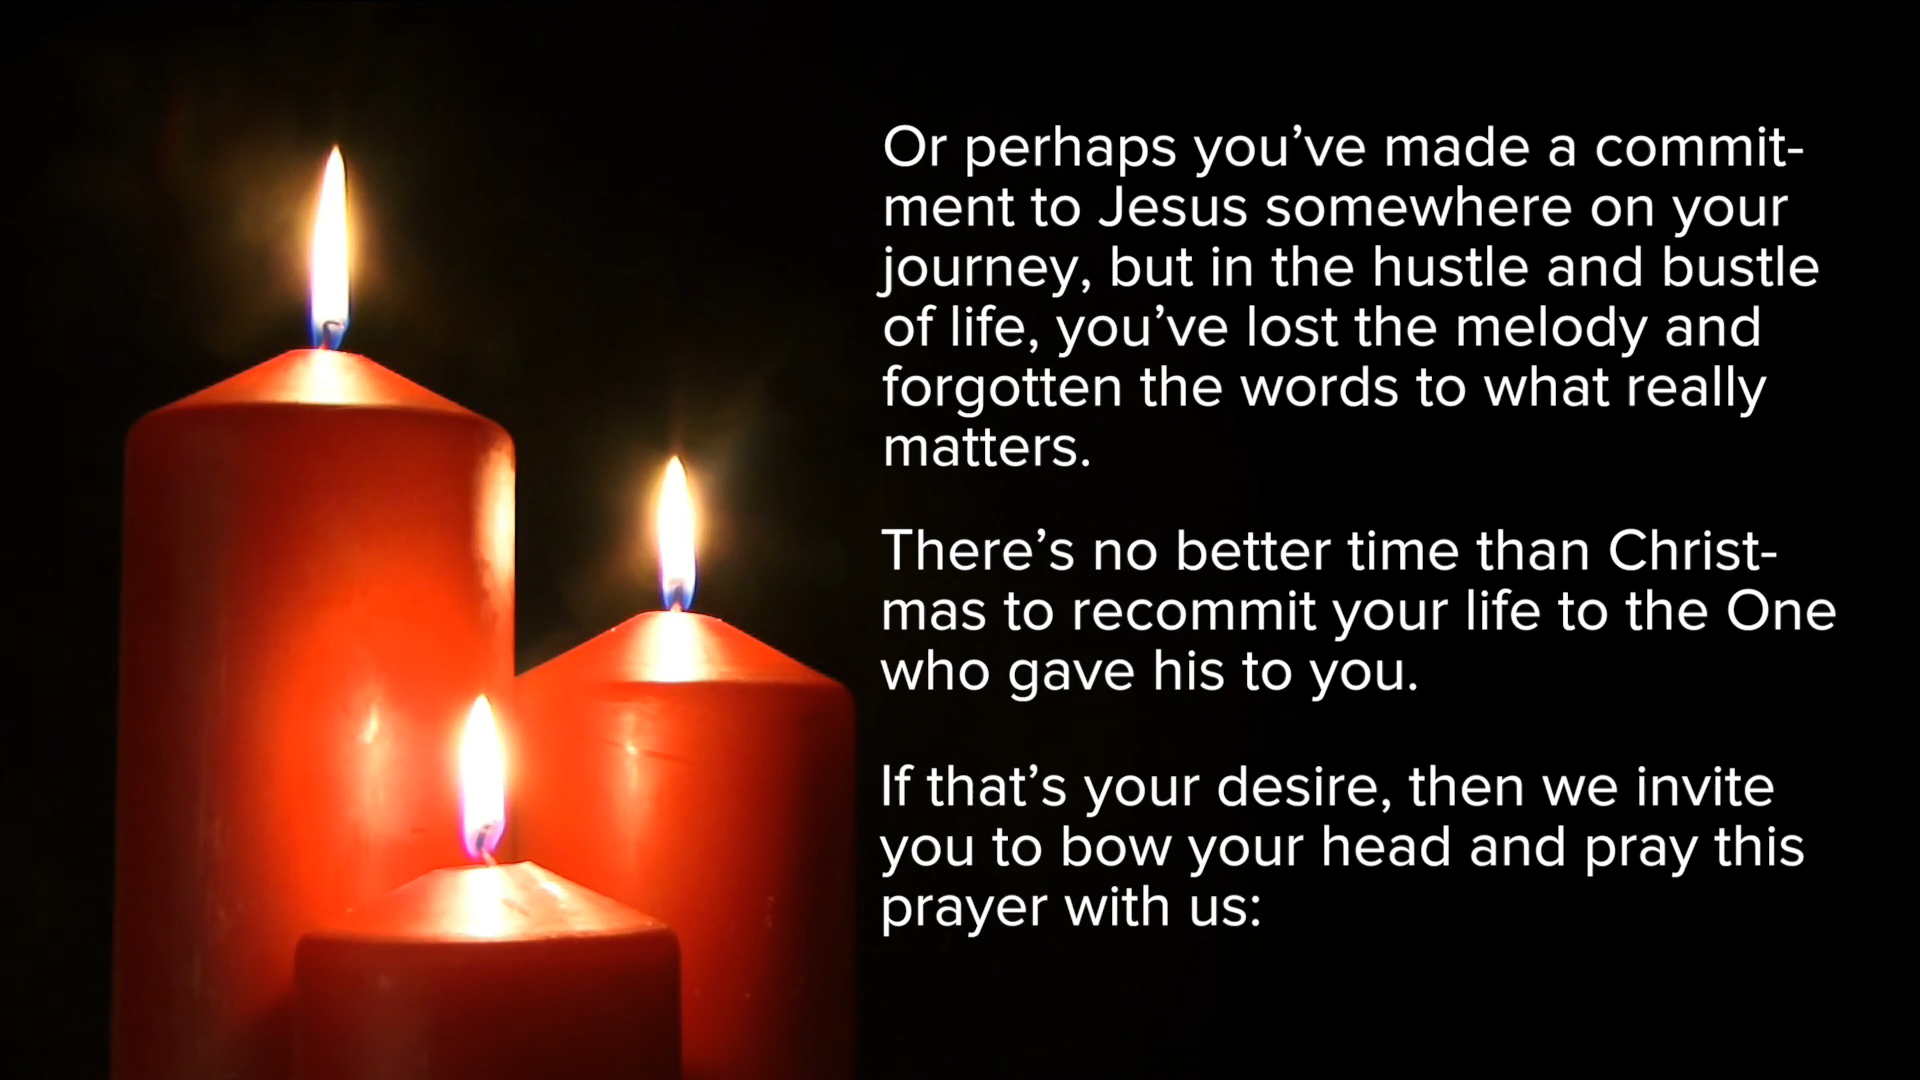 Or perhaps you’ve made a commit-
ment to Jesus somewhere on your
journey, but in the hustle and bustle
of life, you’ve lost the melody and
forgotten the words to what really
matters.
There’s no better time than Christ-
mas to recommit your life to the One
who gave his to you.
If that’s your desire, then we invite
you to bow your head and pray this
prayer with us: